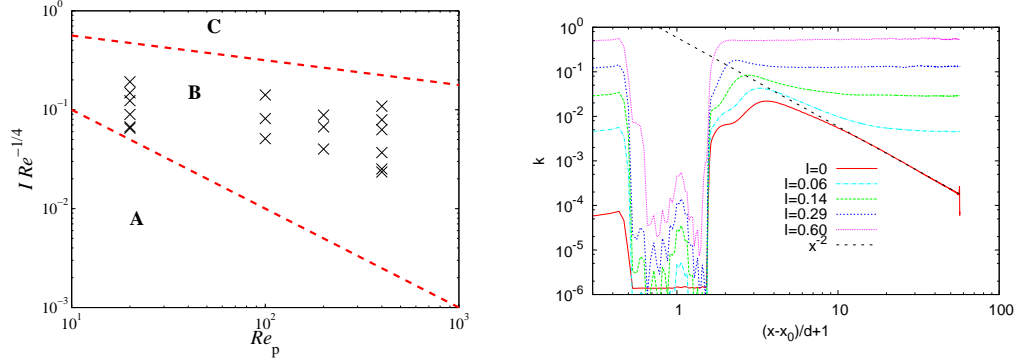 10^0
10^-1
10^-2
10^-3
I Re^-1/4
C
B
A
10^1
10^2
10^3
Re_p
1
10^-1
10^-2
10^-3
10^-4
10^-5
10^-6
k
I=0
I=0.06
I=0.14
I=0.29
I=0.60
x^-2
1
10
100
(x-x_0)/d+1